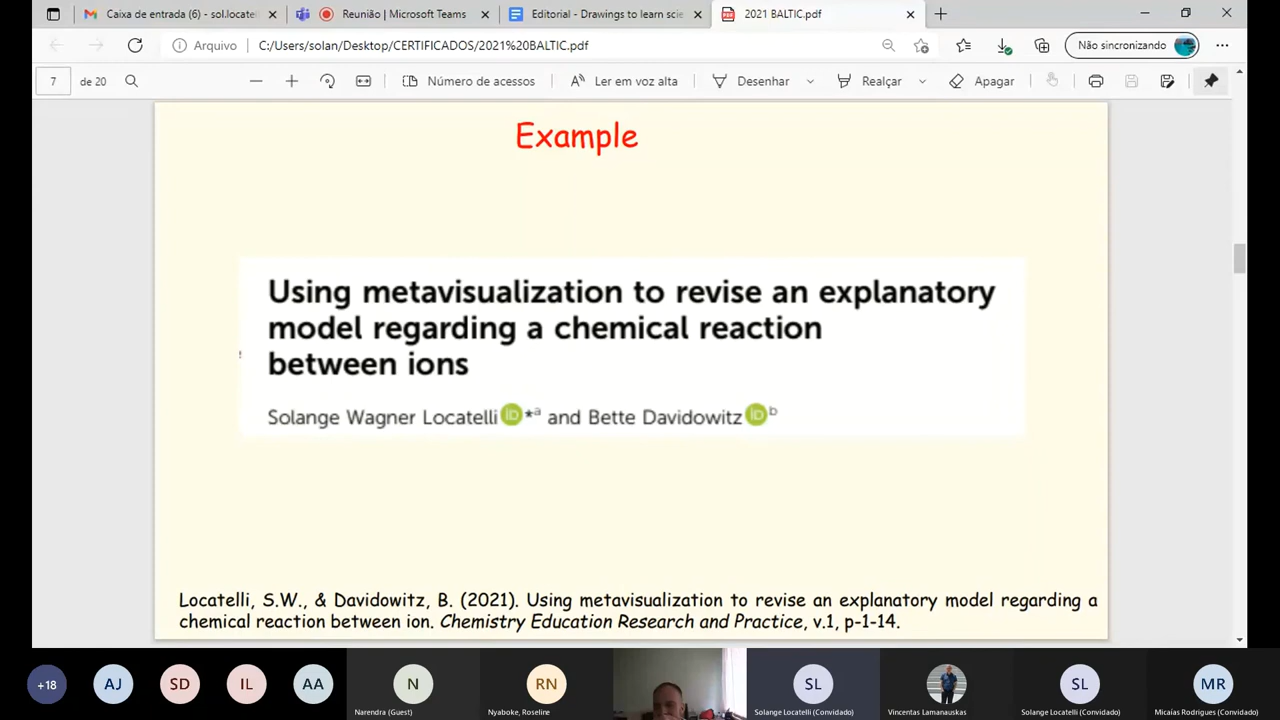 Caixa de entrada (6) - sol.locatel
Reunião | Microsoft Teams
Editorial - Drawings to learn scie
2021 BALTIC.pdf
Arquivo
C:/Users/solan/Desktop/CERTIFICADOS/2021%20BALTIC.pdf
Não sincronizando
7
de 20
Número de acessos
Ler em voz alta
Desenhar
Realçar
Apagar
Example
Using metavisualization to revise an explanatory
model regarding a chemical reaction
between ions
Solange Wagner Locatelli iD *a and Bette Davidowitz iD b
Locatelli, S.W., & Davidowitz, B. (2021). Using metavisualization to revise an explanatory model regarding a
chemical reaction between ion. Chemistry Education Research and Practice, v.1, p-1-14.
+18
AJ
SD
IL
AA
N
RN
SL
SL
MR
Narendra (Guest)
Nyaboke, Roseline
Solange Locatelli (Convidado)
Vincentas Lamanauskas
Solange Locatelli (Convidado)
Micaías Rodrigues (Convidado)